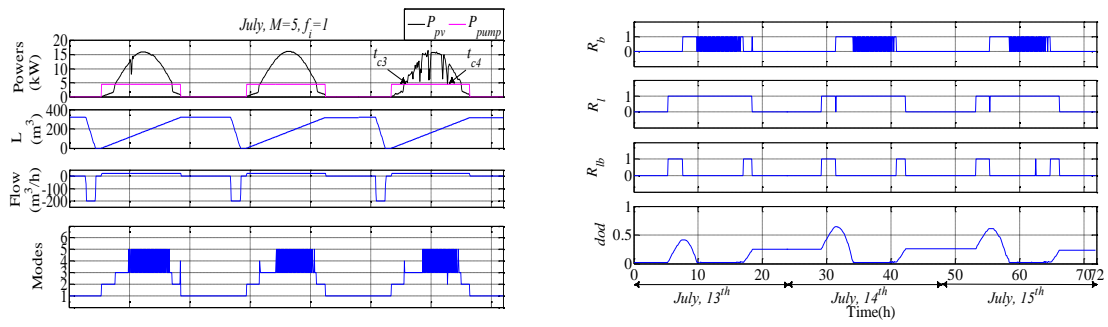 July, M=5, f_i=1
P_pv P_pump
Powers (kW)
20
15
10
5
0
t_c3
t_c4
L (m³)
400
200
0
Flow (m³/h)
0
-100
-200
Modes
6
5
4
3
2
1
R_b
1
0
R_l
1
0
R_lb
1
0
dod
1
0.5
0
0 10 20 30 40 50 60 70 72
July, 13th July, 14th July, 15th
Time(h)